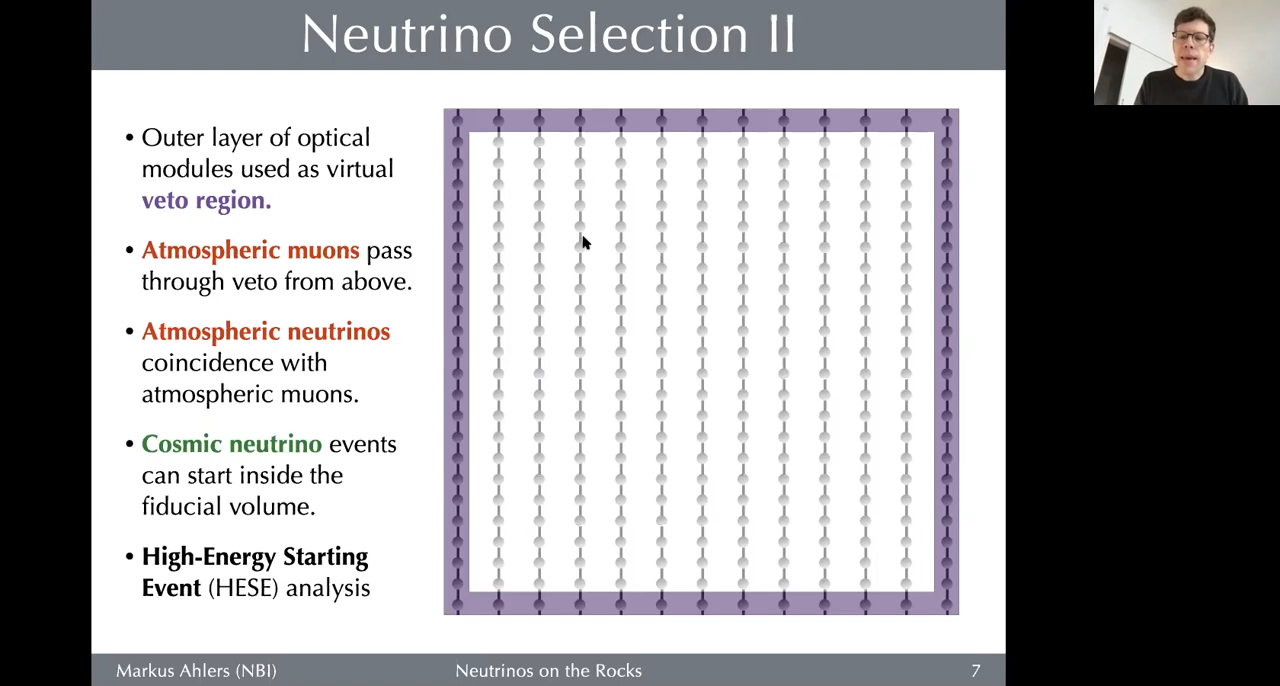 Neutrino Selection II
• Outer layer of optical
modules used as virtual
veto region.
• Atmospheric muons pass
through veto from above.
• Atmospheric neutrinos
coincidence with
atmospheric muons.
• Cosmic neutrino events
can start inside the
fiducial volume.
• High-Energy Starting
Event (HESE) analysis
Markus Ahlers (NBI)
Neutrinos on the Rocks
7